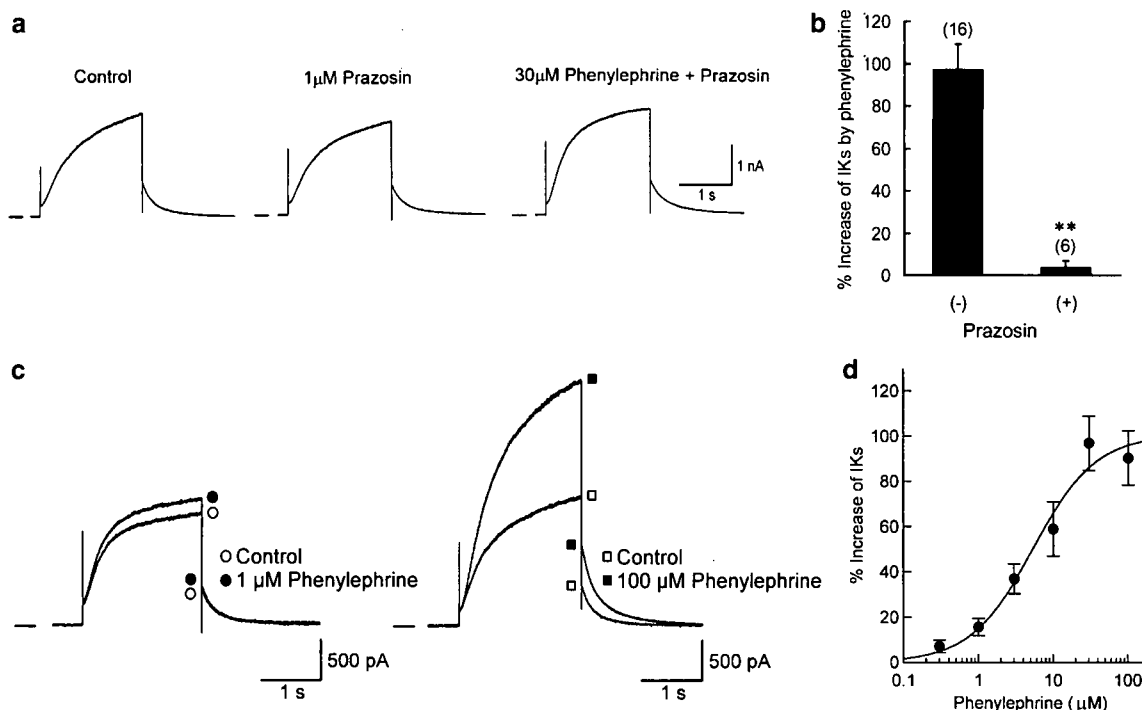 a
Control
1μM Prazosin
30μM Phenylephrine + Prazosin
1 nA
1 s
b
% Increase of IKs by phenylephrine
120
100
80
60
40
20
0
(16)
**
(6)
(-)
(+)
Prazosin
c
Control
1 μM Phenylephrine
500 pA
1 s
Control
100 μM Phenylephrine
500 pA
1 s
d
% Increase of IKs
120
100
80
60
40
20
0
0.1
1
10
100
Phenylephrine (μM)